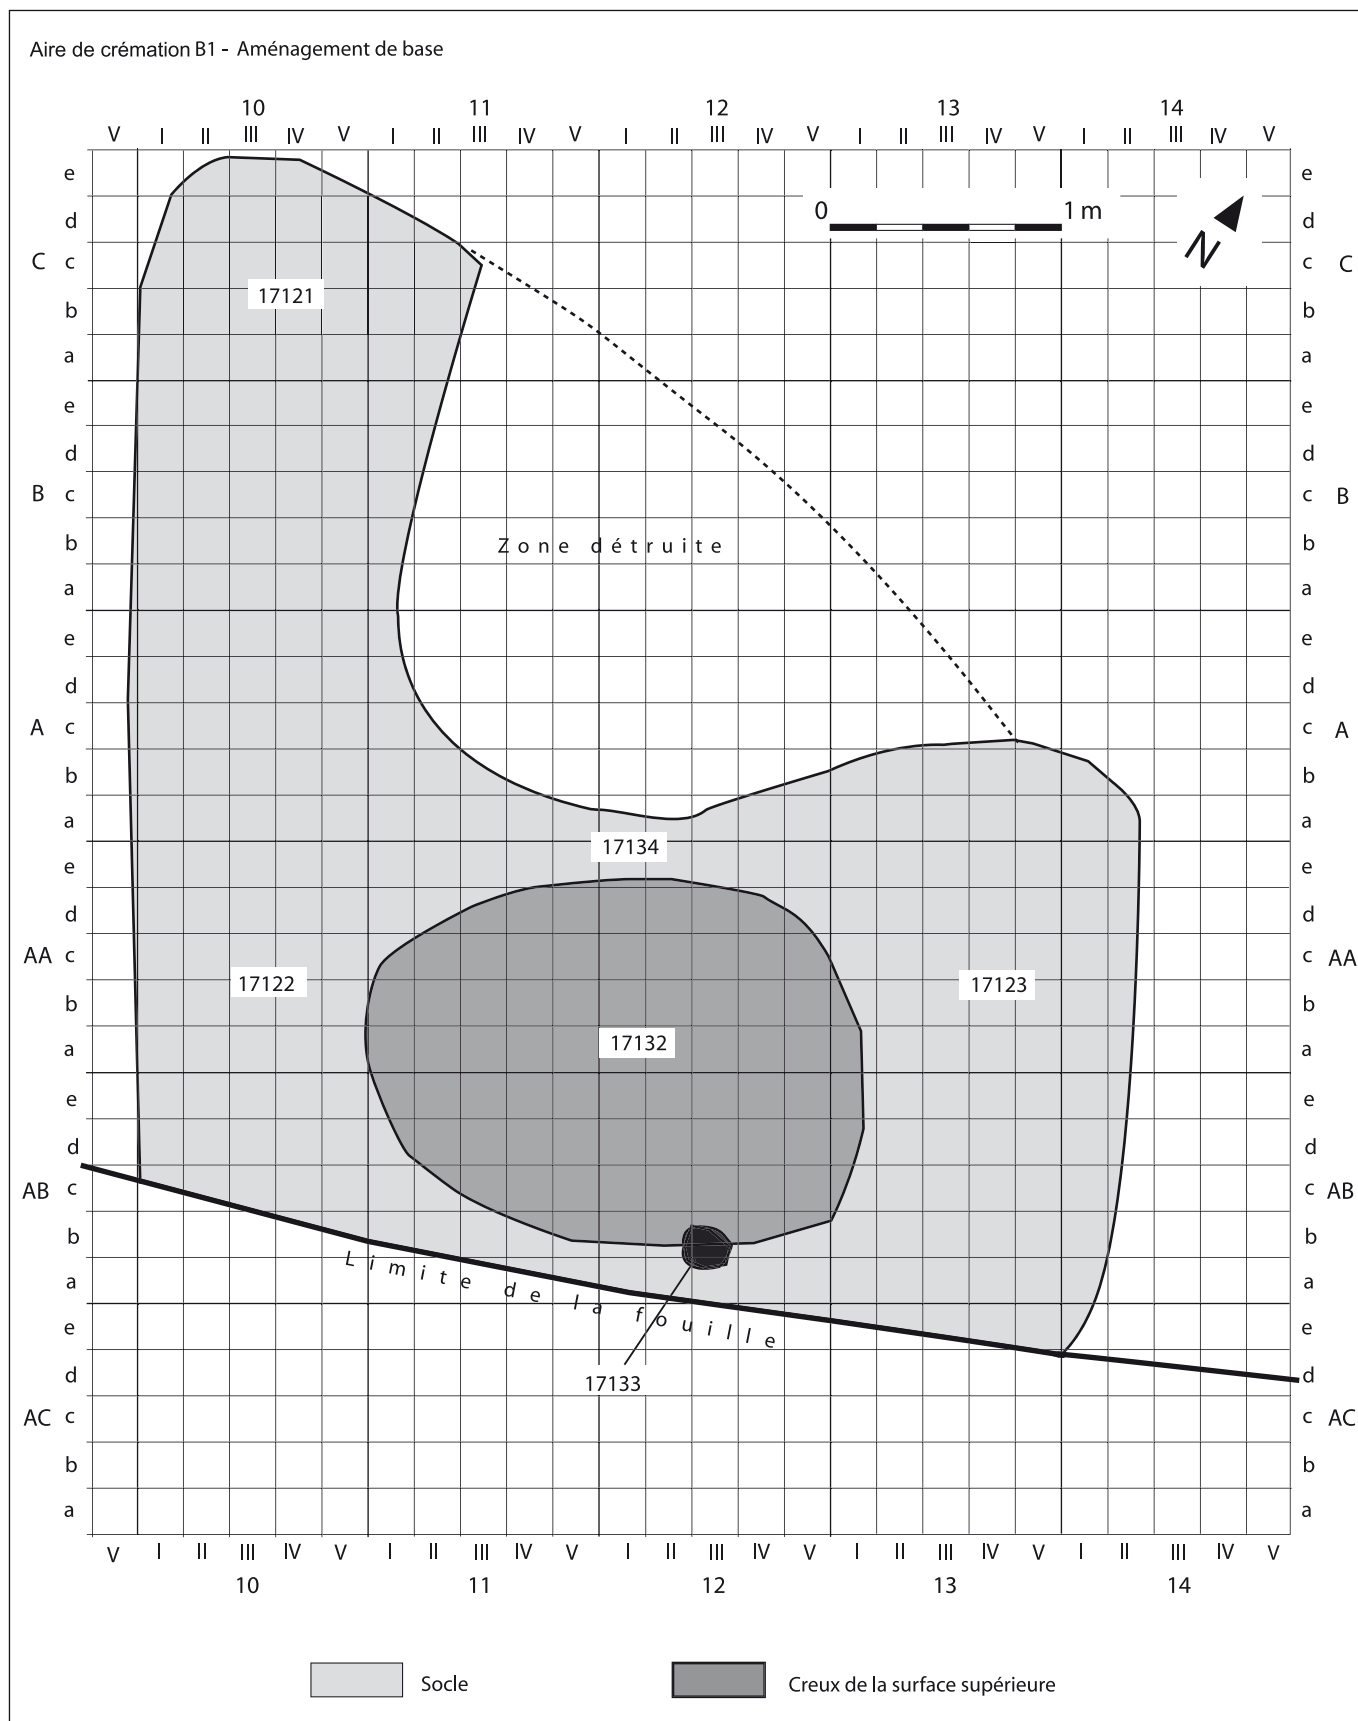 Aire de crémation B1 - Aménagement de base
10 11 12 13 14
V I II III IV V I II III IV V I II III IV V I II III IV V I II III IV V
e e
0 1 m
d d
N
C c c C
17121
b b
a a
e e
d d
B c c B
Zone détruite
b b
a a
e e
d d
A c c A
b b
a a
17134
e e
d d
AA c c AA
17122 17123
b b
17132
a a
e e
d d
AB c c AB
b b
Limite de la fouille
a a
e e
d d
17133
AC c c AC
b b
a a
V I II III IV V I II III IV V I II III IV V I II III IV V I II III IV V
10 11 12 13 14
Socle
Creux de la surface supérieure